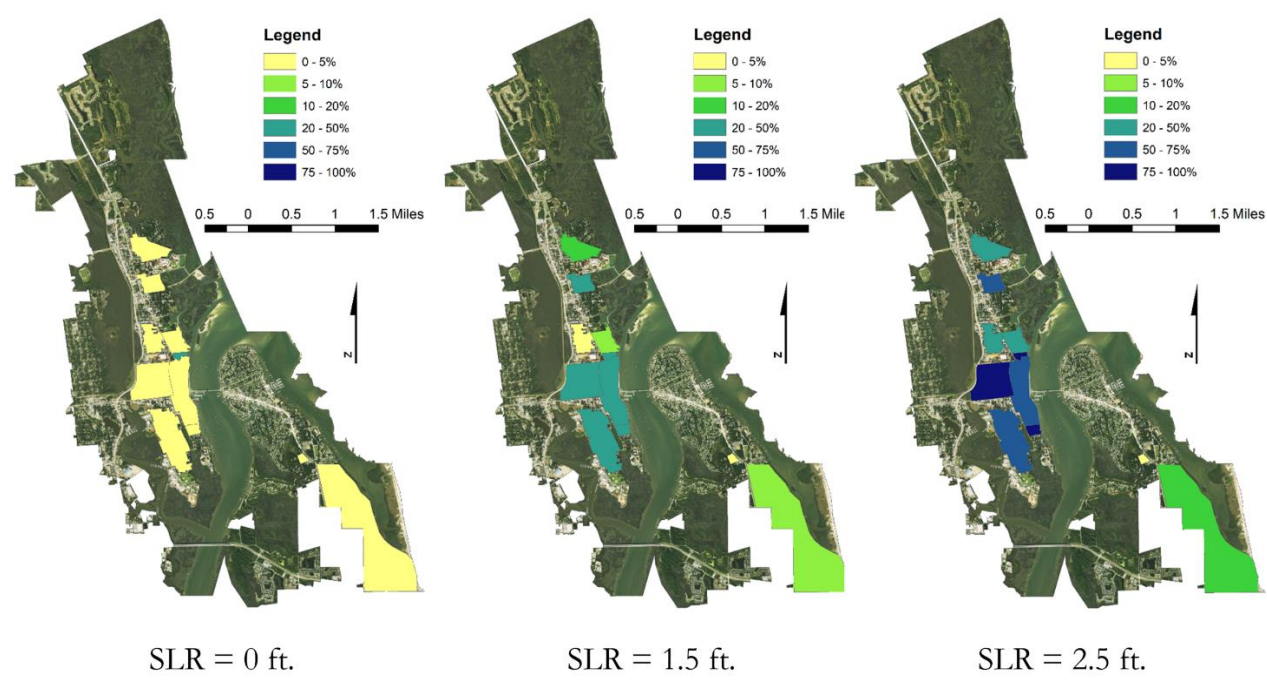 Legend
0 - 5%
5 - 10%
10 - 20%
20 - 50%
50 - 75%
75 - 100%
0.5 0 0.5 1 1.5 Miles
N
SLR = 0 ft.
Legend
0 - 5%
5 - 10%
10 - 20%
20 - 50%
50 - 75%
75 - 100%
0.5 0 0.5 1 1.5 Mile
N
SLR = 1.5 ft.
Legend
0 - 5%
5 - 10%
10 - 20%
20 - 50%
50 - 75%
75 - 100%
0.5 0 0.5 1 1.5 Miles
N
SLR = 2.5 ft.